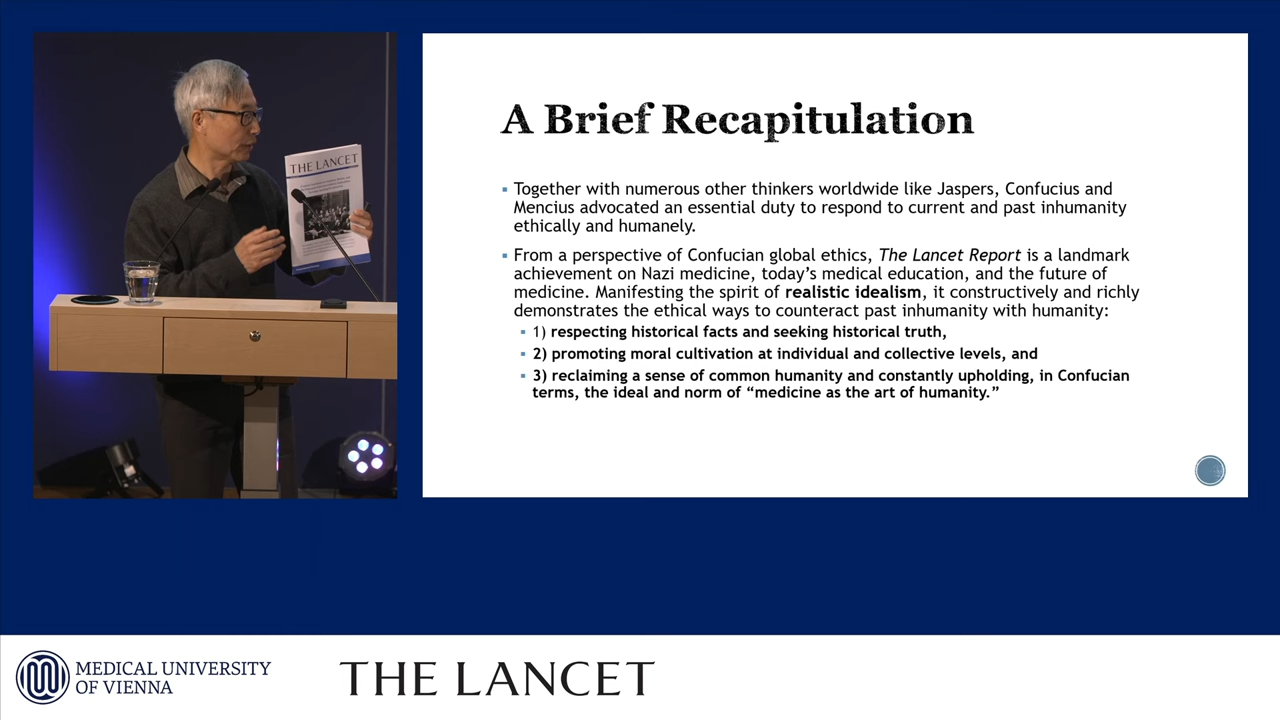 THE LANCET
A Brief Recapitulation
Together with numerous other thinkers worldwide like Jaspers, Confucius and
Mencius advocated an essential duty to respond to current and past inhumanity
ethically and humanely.
From a perspective of Confucian global ethics, The Lancet Report is a landmark
achievement on Nazi medicine, today’s medical education, and the future of
medicine. Manifesting the spirit of realistic idealism, it constructively and richly
demonstrates the ethical ways to counteract past inhumanity with humanity:
1) respecting historical facts and seeking historical truth,
2) promoting moral cultivation at individual and collective levels, and
3) reclaiming a sense of common humanity and constantly upholding, in Confucian
terms, the ideal and norm of “medicine as the art of humanity.”
MEDICAL UNIVERSITY
OF VIENNA
THE LANCET